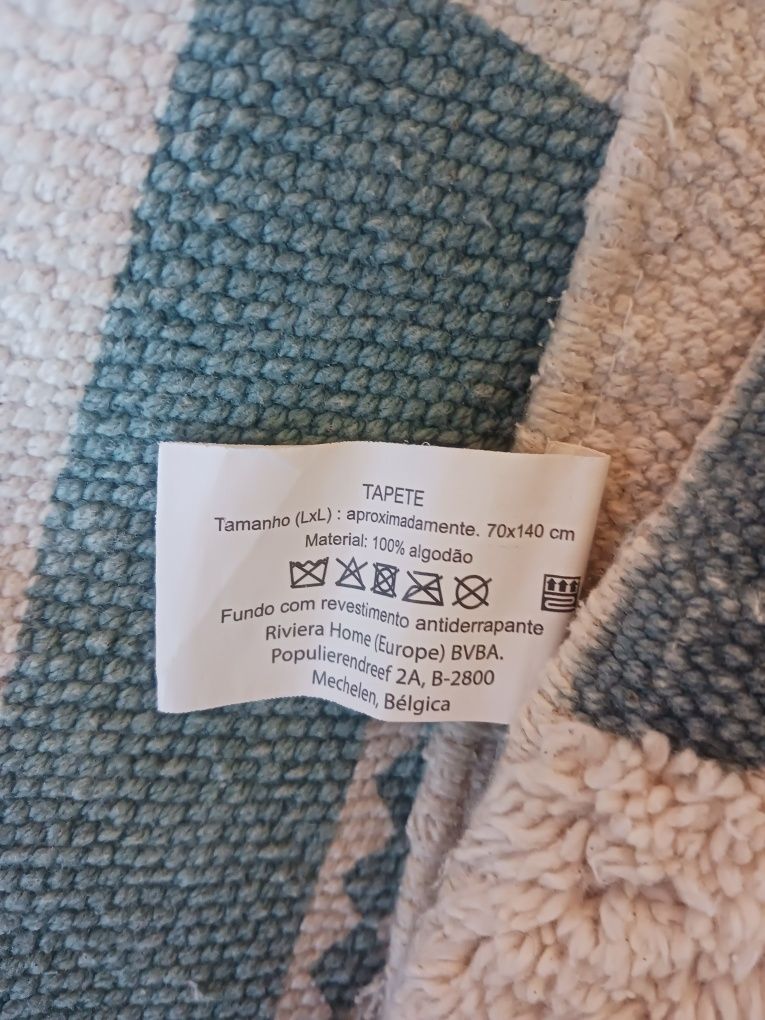 TAPETE
Tamanho (LxL) : aproximadamente. 70x140 cm
Material: 100% algodão
Fundo com revestimento antiderrapante
Riviera Home (Europe) BVBA.
Populierendreef 2A, B-2800
Mechelen, Bélgica